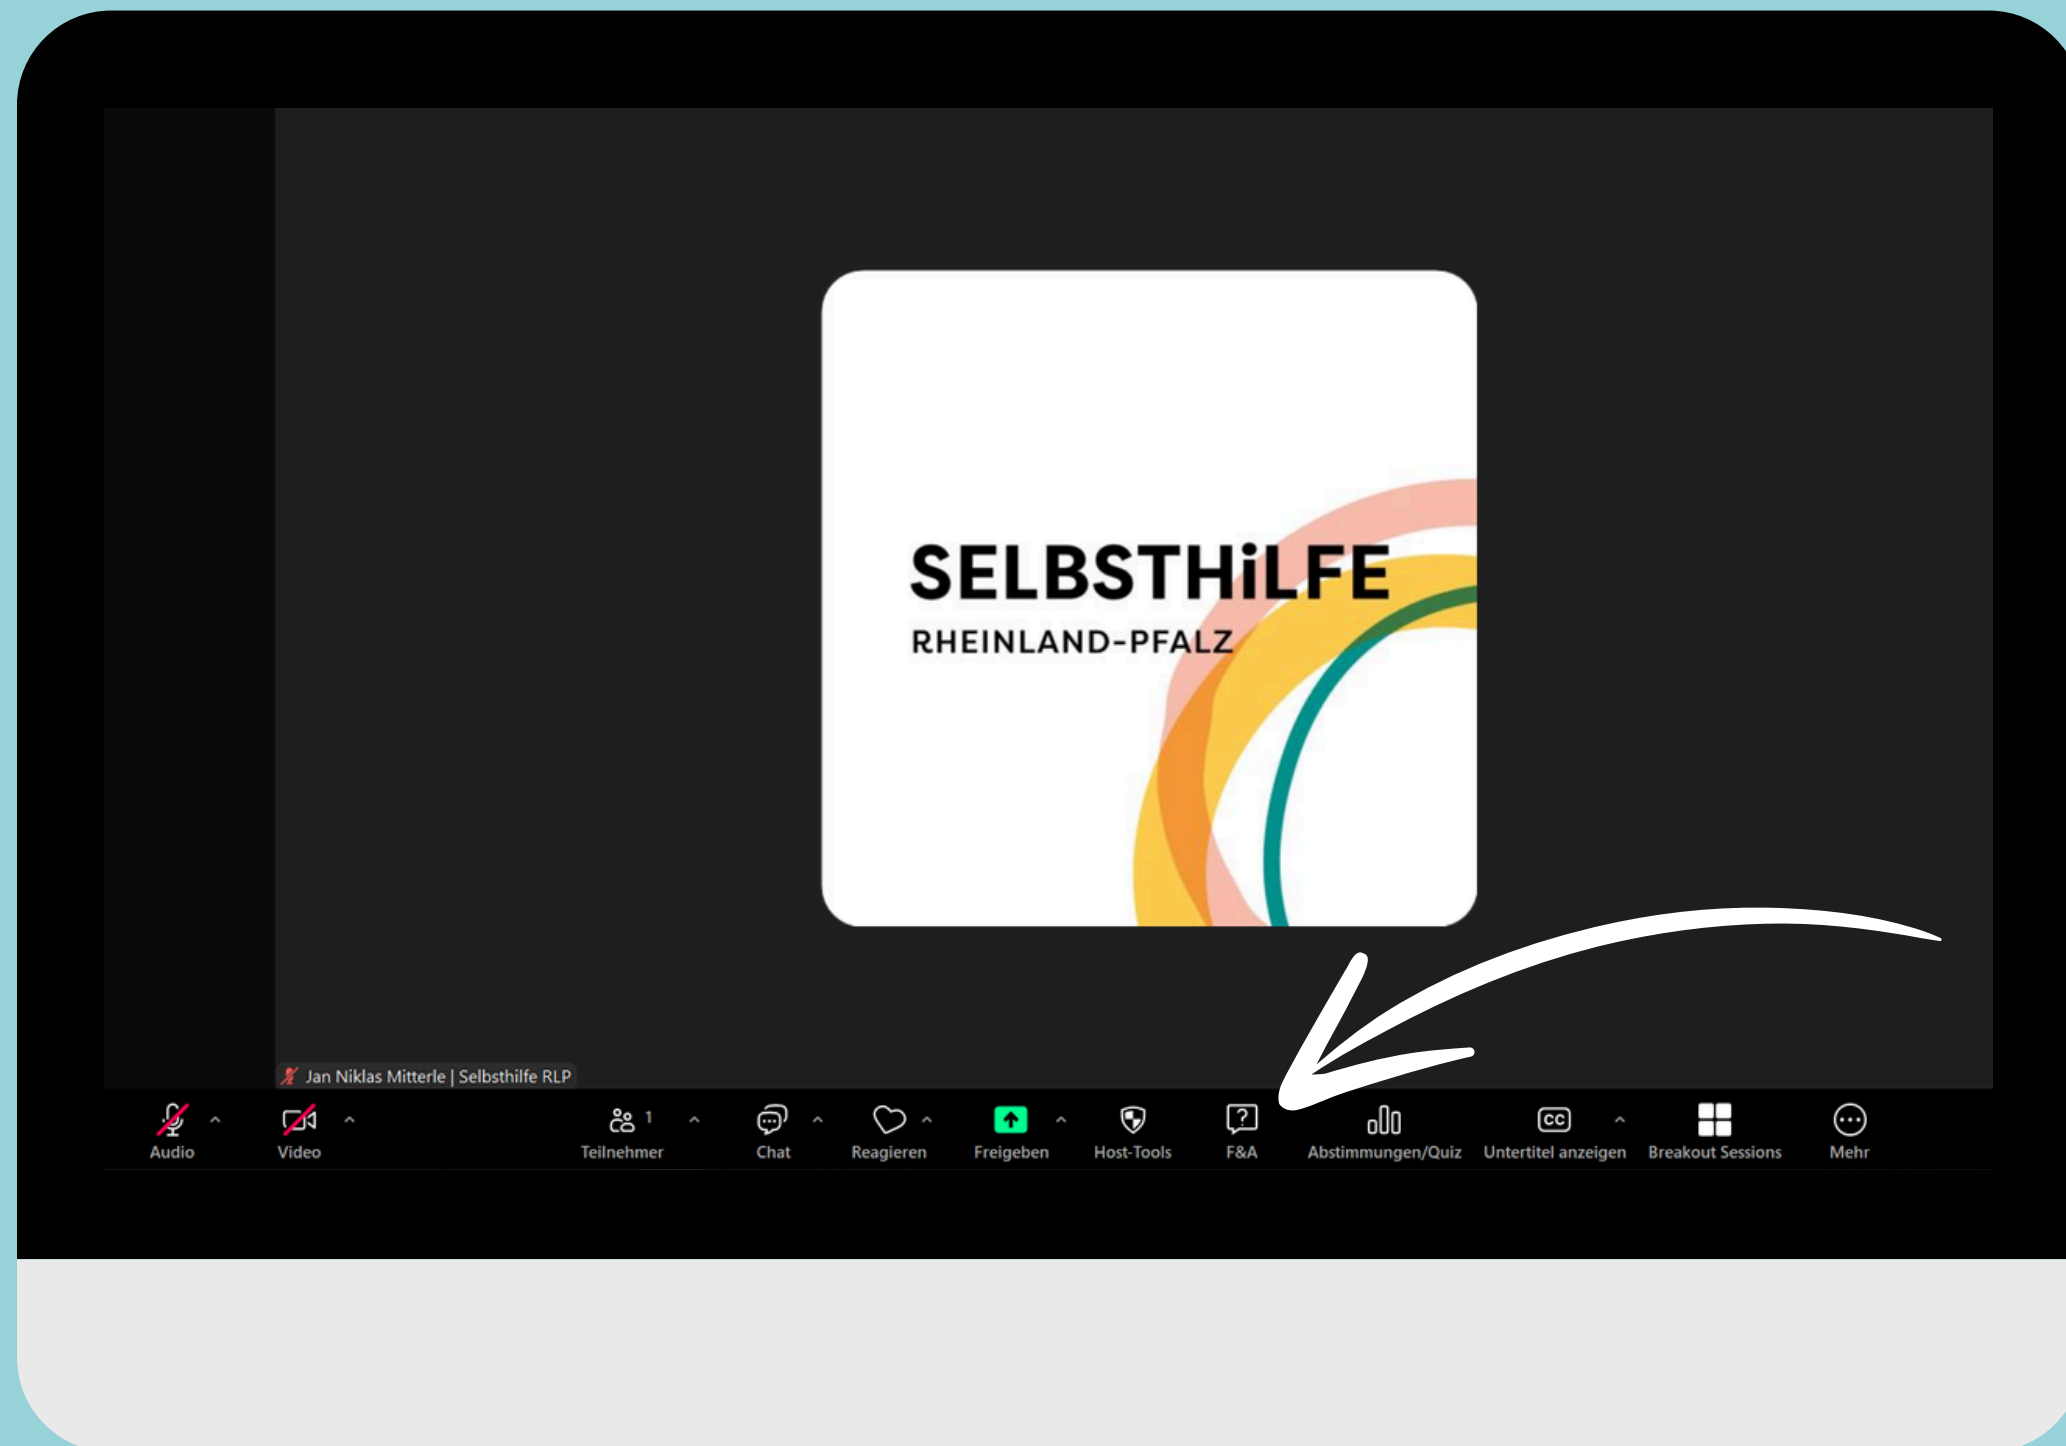 SELBSTHiLFE
RHEINLAND-PFALZ
Jan Niklas Mitterle | Selbsthilfe RLP
1
CC
Audio Video Teilnehmer Chat Reagieren Freigeben Host-Tools F&A Abstimmungen/Quiz Untertitel anzeigen Breakout Sessions Mehr